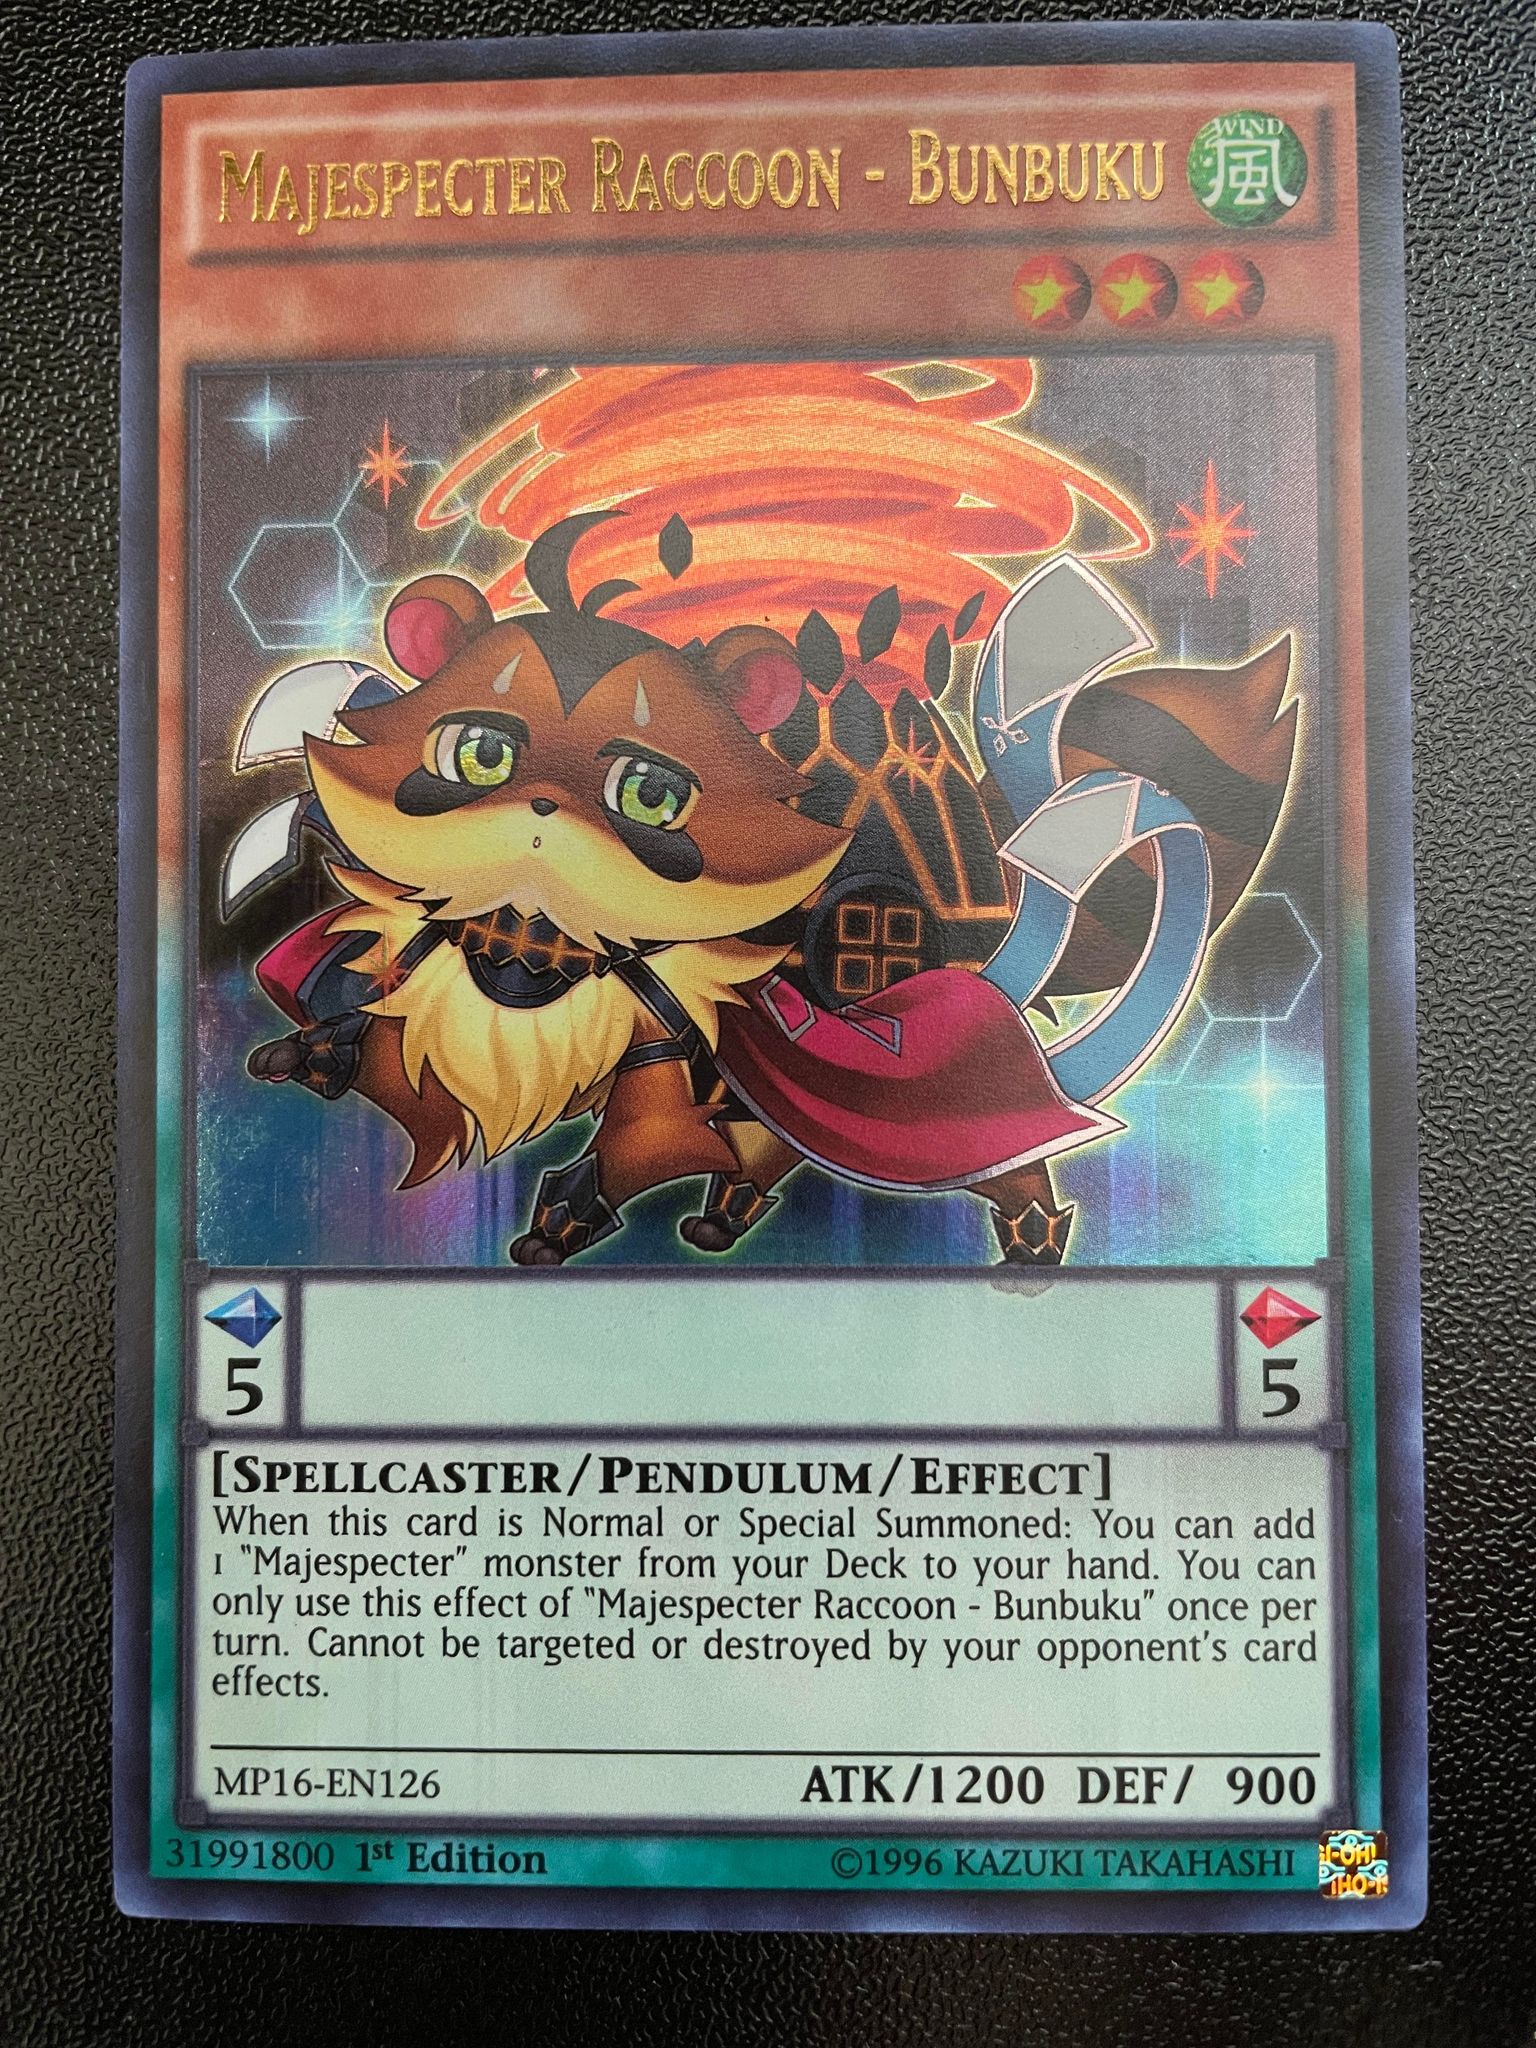 MAJESPECTER RACCOON - BUNBUKU
WIND
風
5
5
[SPELLCASTER/PENDULUM/EFFECT]
When this card is Normal or Special Summoned: You can add
1 "Majespecter" monster from your Deck to your hand. You can
only use this effect of "Majespecter Raccoon - Bunbuku" once per
turn. Cannot be targeted or destroyed by your opponent's card
effects.
MP16-EN126
ATK/1200 DEF/ 900
31991800 1st Edition
©1996 KAZUKI TAKAHASHI